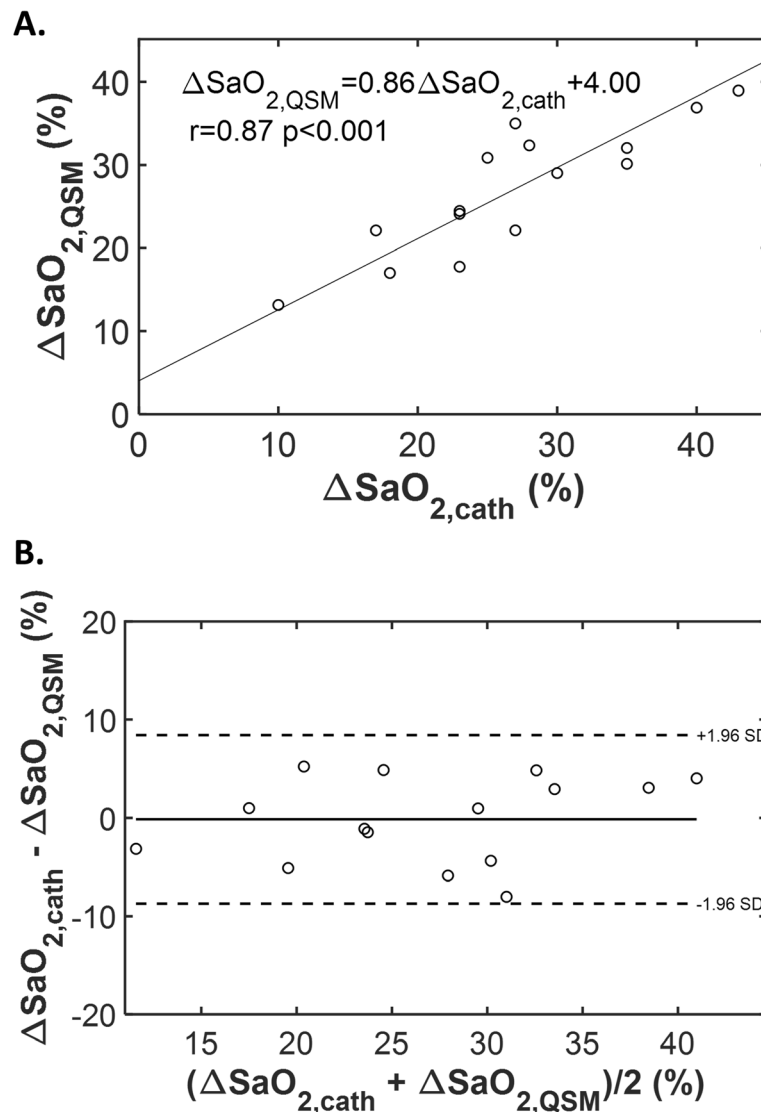 A.
ΔSaO2,QSM=0.86ΔSaO2,cath+4.00
r=0.87 p<0.001
ΔSaO2,QSM (%)
40
30
20
10
0
0 10 20 30 40
ΔSaO2,cath (%)
B.
ΔSaO2,cath - ΔSaO2,QSM (%)
20
10
+1.96 SD
0
-10
-1.96 SD
-20
15 20 25 30 35 40
(ΔSaO2,cath + ΔSaO2,QSM)/2 (%)